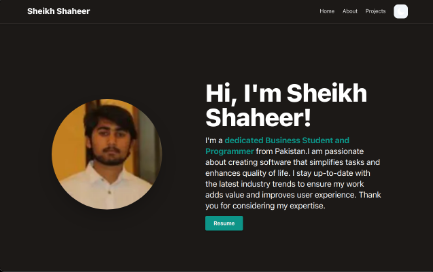 Sheikh Shaheer
Home About Projects
Hi, I'm Sheikh
Shaheer!
I'm a dedicated Business Student and
Programmer from Pakistan.I am passionate
about creating software that simplifies tasks and
enhances quality of life. I stay up-to-date with
the latest industry trends to ensure my work
adds value and improves user experience. Thank
you for considering my expertise.
Resume